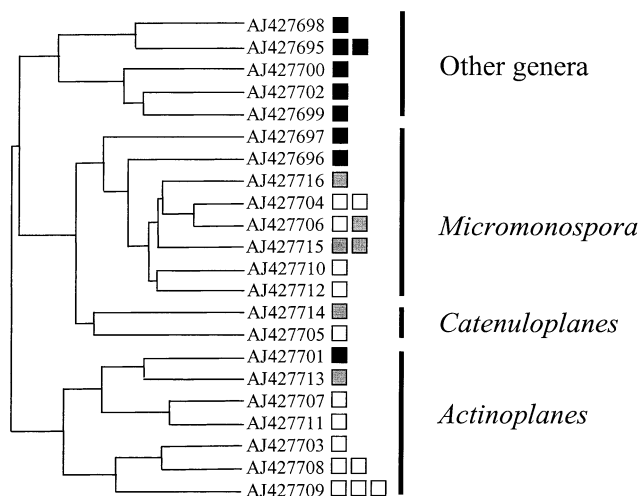 AJ427698
AJ427695
AJ427700
AJ427702
AJ427699
Other genera
AJ427697
AJ427696
AJ427716
AJ427704
AJ427706
AJ427715
AJ427710
AJ427712
Micromonospora
AJ427714
AJ427705
Catenuloplanes
AJ427701
AJ427713
AJ427707
AJ427711
AJ427703
AJ427708
AJ427709
Actinoplanes